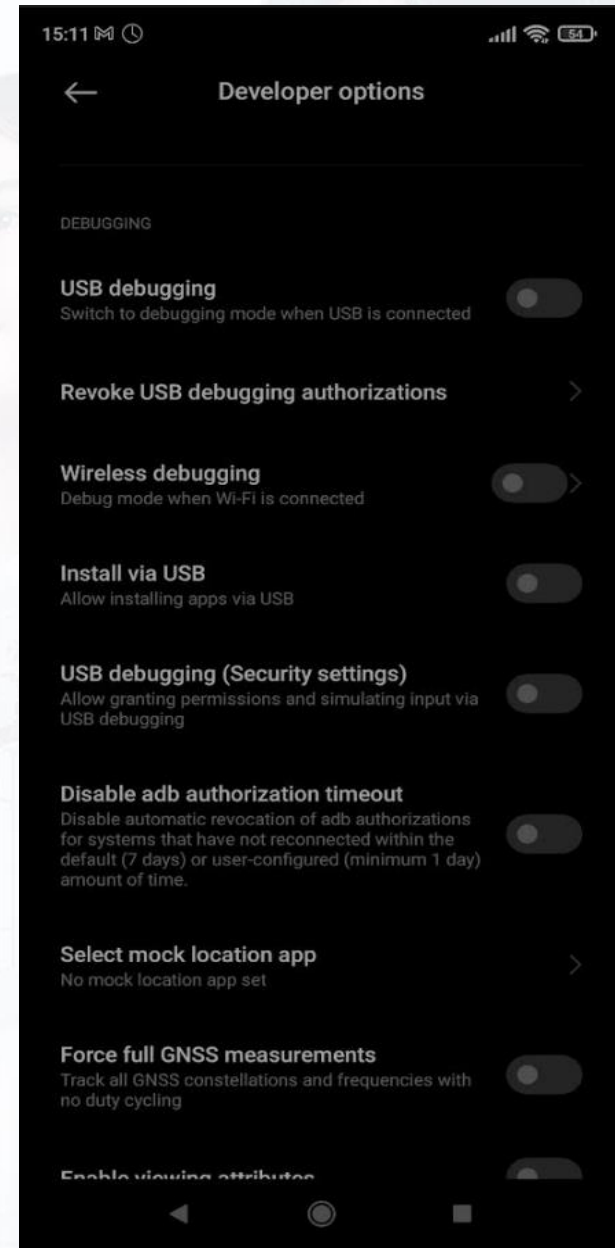 15:11
54
Developer options
DEBUGGING
USB debugging
Switch to debugging mode when USB is connected
Revoke USB debugging authorizations
Wireless debugging
Debug mode when Wi-Fi is connected
Install via USB
Allow installing apps via USB
USB debugging (Security settings)
Allow granting permissions and simulating input via
USB debugging
Disable adb authorization timeout
Disable automatic revocation of adb authorizations
for systems that have not reconnected within the
default (7 days) or user-configured (minimum 1 day)
amount of time.
Select mock location app
No mock location app set
Force full GNSS measurements
Track all GNSS constellations and frequencies with
no duty cycling
Enable viewing attributes